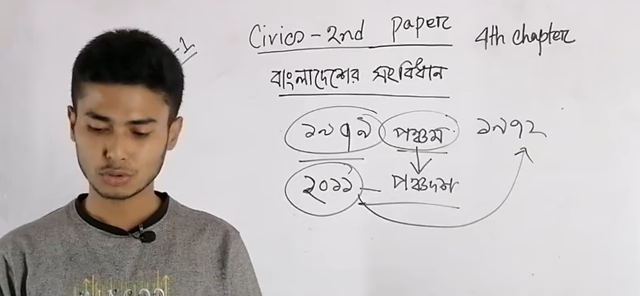 Civics - 2nd Paper 4th chapter
বাংলাদেশের সংবিধান
১৯৭৯ পঞ্চম ১৯৭২
২০১১ - পঞ্চদশ